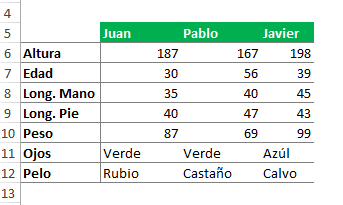 4
5 Juan Pablo Javier
6 Altura 187 167 198
7 Edad 30 56 39
8 Long. Mano 35 40 45
9 Long. Pie 40 47 43
10 Peso 87 69 99
11 Ojos Verde Verde Azúl
12 Pelo Rubio Castaño Calvo
13